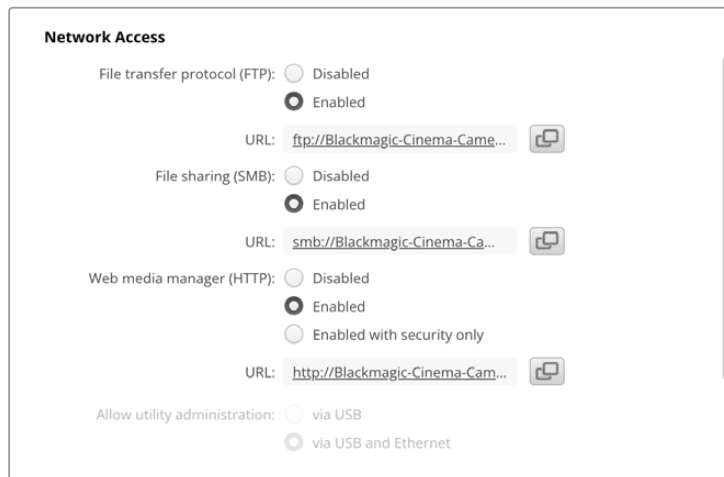 Network Access
File transfer protocol (FTP): Disabled
Enabled
URL: ftp://Blackmagic-Cinema-Came...
File sharing (SMB): Disabled
Enabled
URL: smb://Blackmagic-Cinema-Ca...
Web media manager (HTTP): Disabled
Enabled
Enabled with security only
URL: http://Blackmagic-Cinema-Cam...
Allow utility administration: via USB
via USB and Ethernet